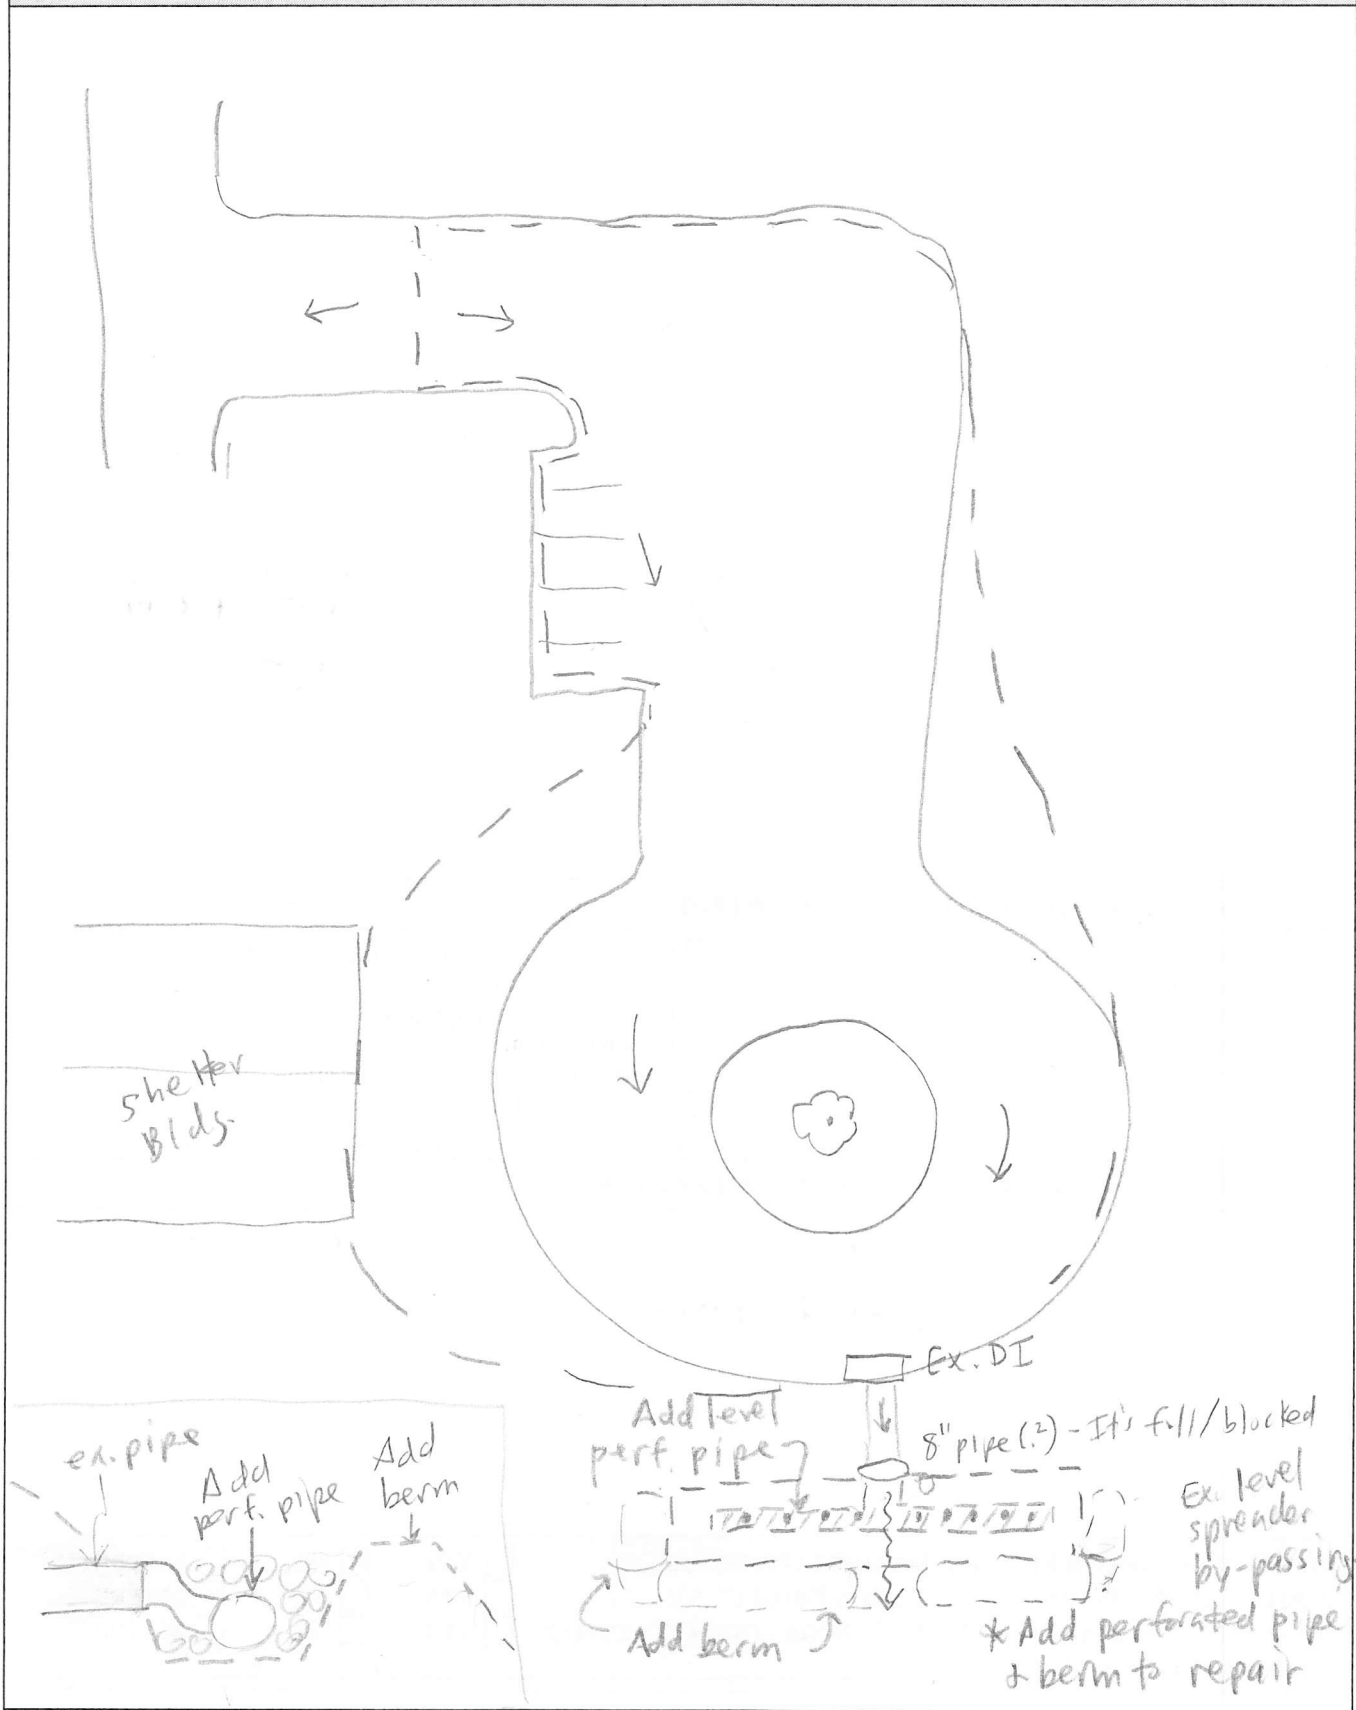 Shelter
Bldg.
Ex. DI
8" pipe (?) - It's full/blocked
Add level
perf. pipe
Ex. level
spreader
by-passing
* Add perforated pipe
& berm to repair
Add berm
ex. pipe
Add
perf. pipe
Add
berm